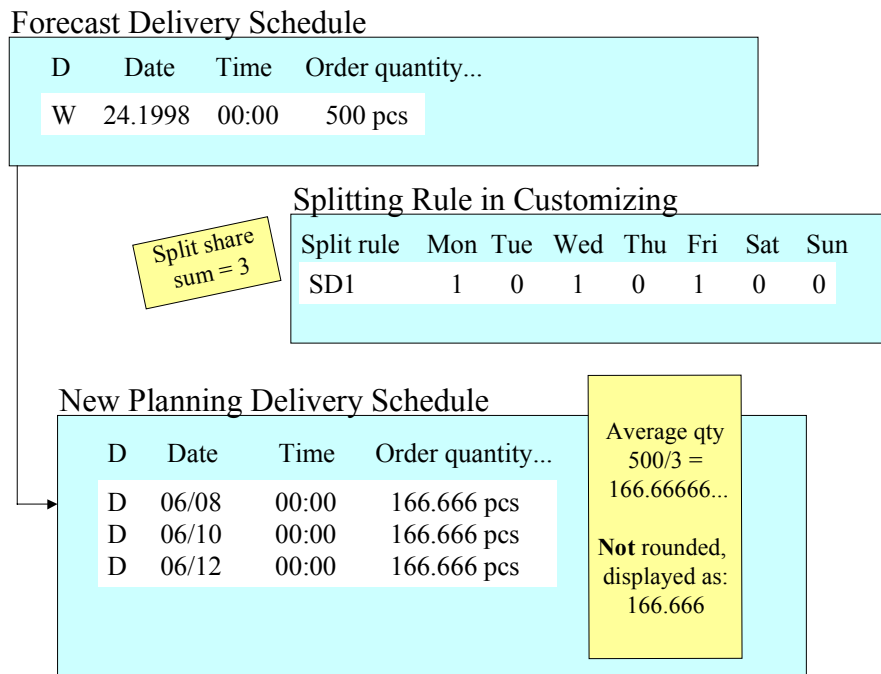 Forecast Delivery Schedule
D Date Time Order quantity...
W 24.1998 00:00 500 pcs
Splitting Rule in Customizing
Split share
sum = 3
Split rule Mon Tue Wed Thu Fri Sat Sun
SD1 1 0 1 0 1 0 0
New Planning Delivery Schedule
D Date Time Order quantity...
D 06/08 00:00 166.666 pcs
D 06/10 00:00 166.666 pcs
D 06/12 00:00 166.666 pcs
Average qty
500/3 =
166.66666...
Not rounded,
displayed as:
166.666